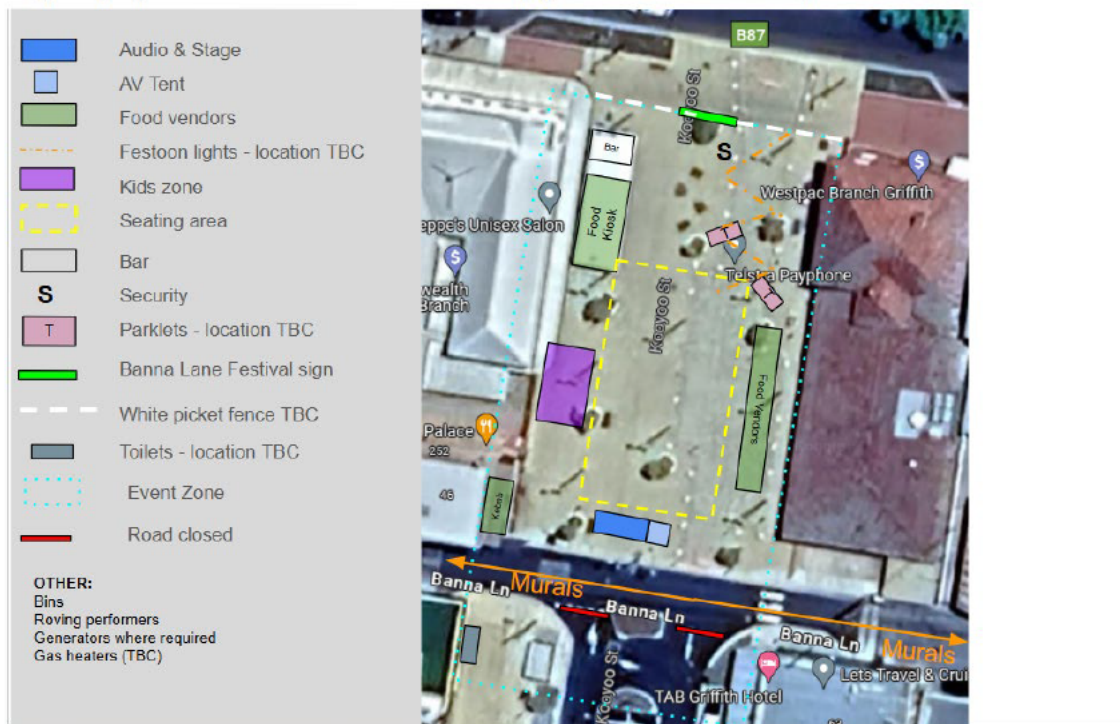 Audio & Stage
AV Tent
Food vendors
Festoon lights - location TBC
Kids zone
Seating area
Bar
S
Security
T
Parklets - location TBC
Banna Lane Festival sign
White picket fence TBC
Toilets - location TBC
Event Zone
Road closed
OTHER:
Bins
Roving performers
Generators where required
Gas heaters (TBC)
B87
Kooyoo St
Bar
S
$
Westpac Branch Griffith
Food
Kiosk
eppe's Unisex Salon
T
$
wealth
Branch
Telstra Payphone
Kooyoo St
Food Vendors
Palace
252
46
Kebab
Banna Ln
Murals
Banna Ln
Banna Ln
Murals
Kooyoo St
TAB Griffith Hotel
Lets Travel & Crui